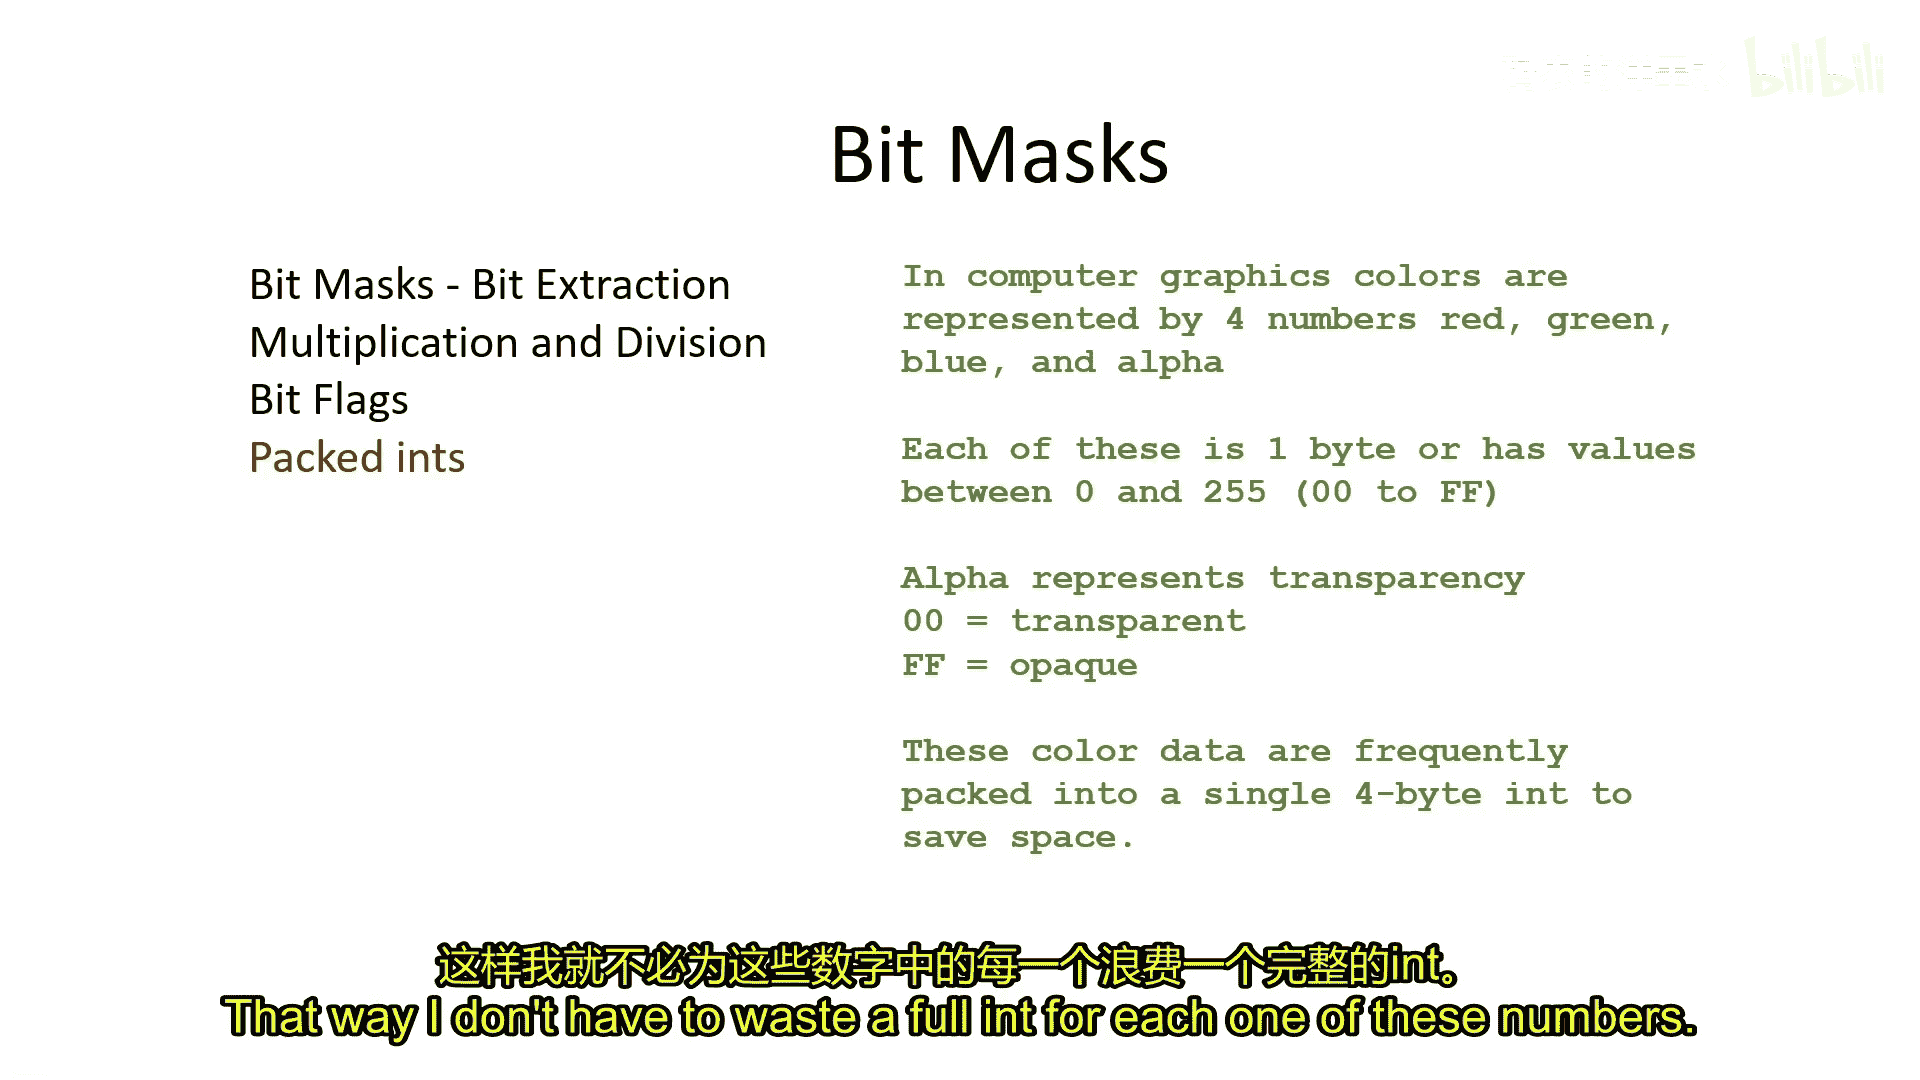 bilibili
Bit Masks
Bit Masks - Bit Extraction
Multiplication and Division
Bit Flags
Packed ints
In computer graphics colors are
represented by 4 numbers red, green,
blue, and alpha
Each of these is 1 byte or has values
between 0 and 255 (00 to FF)
Alpha represents transparency
00 = transparent
FF = opaque
These color data are frequently
packed into a single 4-byte int to
save space.
这样我就不必为这些数字中的每一个浪费一个完整的int。
That way I don't have to waste a full int for each one of these numbers.